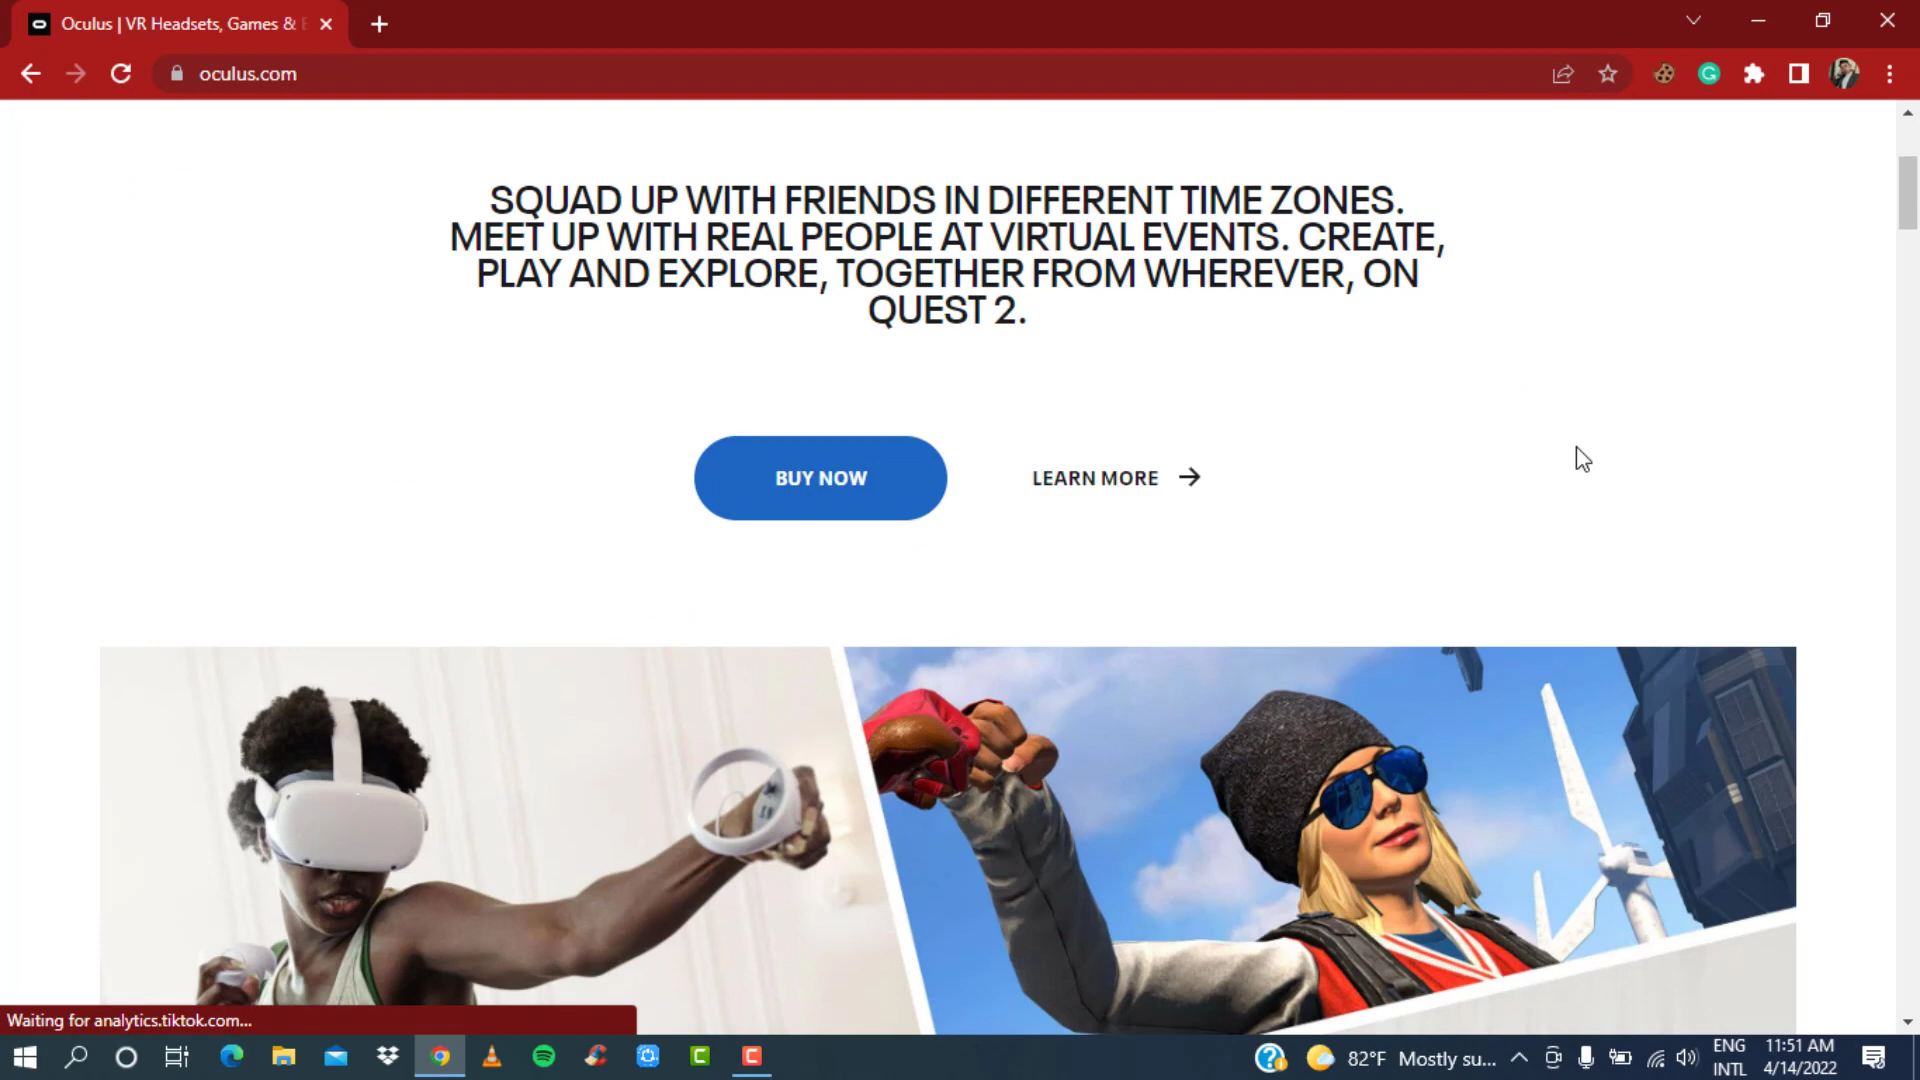 Oculus | VR Headsets, Games &
oculus.com
SQUAD UP WITH FRIENDS IN DIFFERENT TIME ZONES.
MEET UP WITH REAL PEOPLE AT VIRTUAL EVENTS. CREATE,
PLAY AND EXPLORE, TOGETHER FROM WHEREVER, ON
QUEST 2.
BUY NOW
LEARN MORE →
Waiting for analytics.tiktok.com...
82°F Mostly su...
ENG
INTL
11:51 AM
4/14/2022